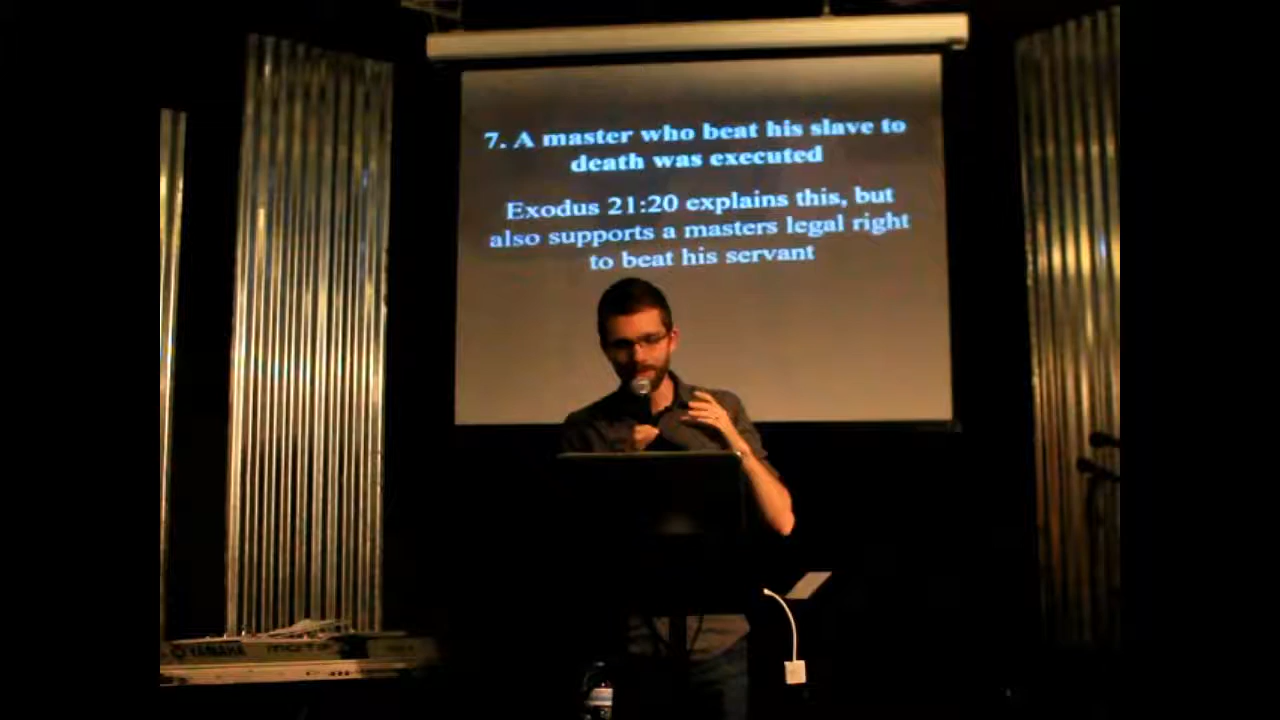 7. A master who beat his slave to
death was executed
Exodus 21:20 explains this, but
also supports a masters legal right
to beat his servant
YAMAHA